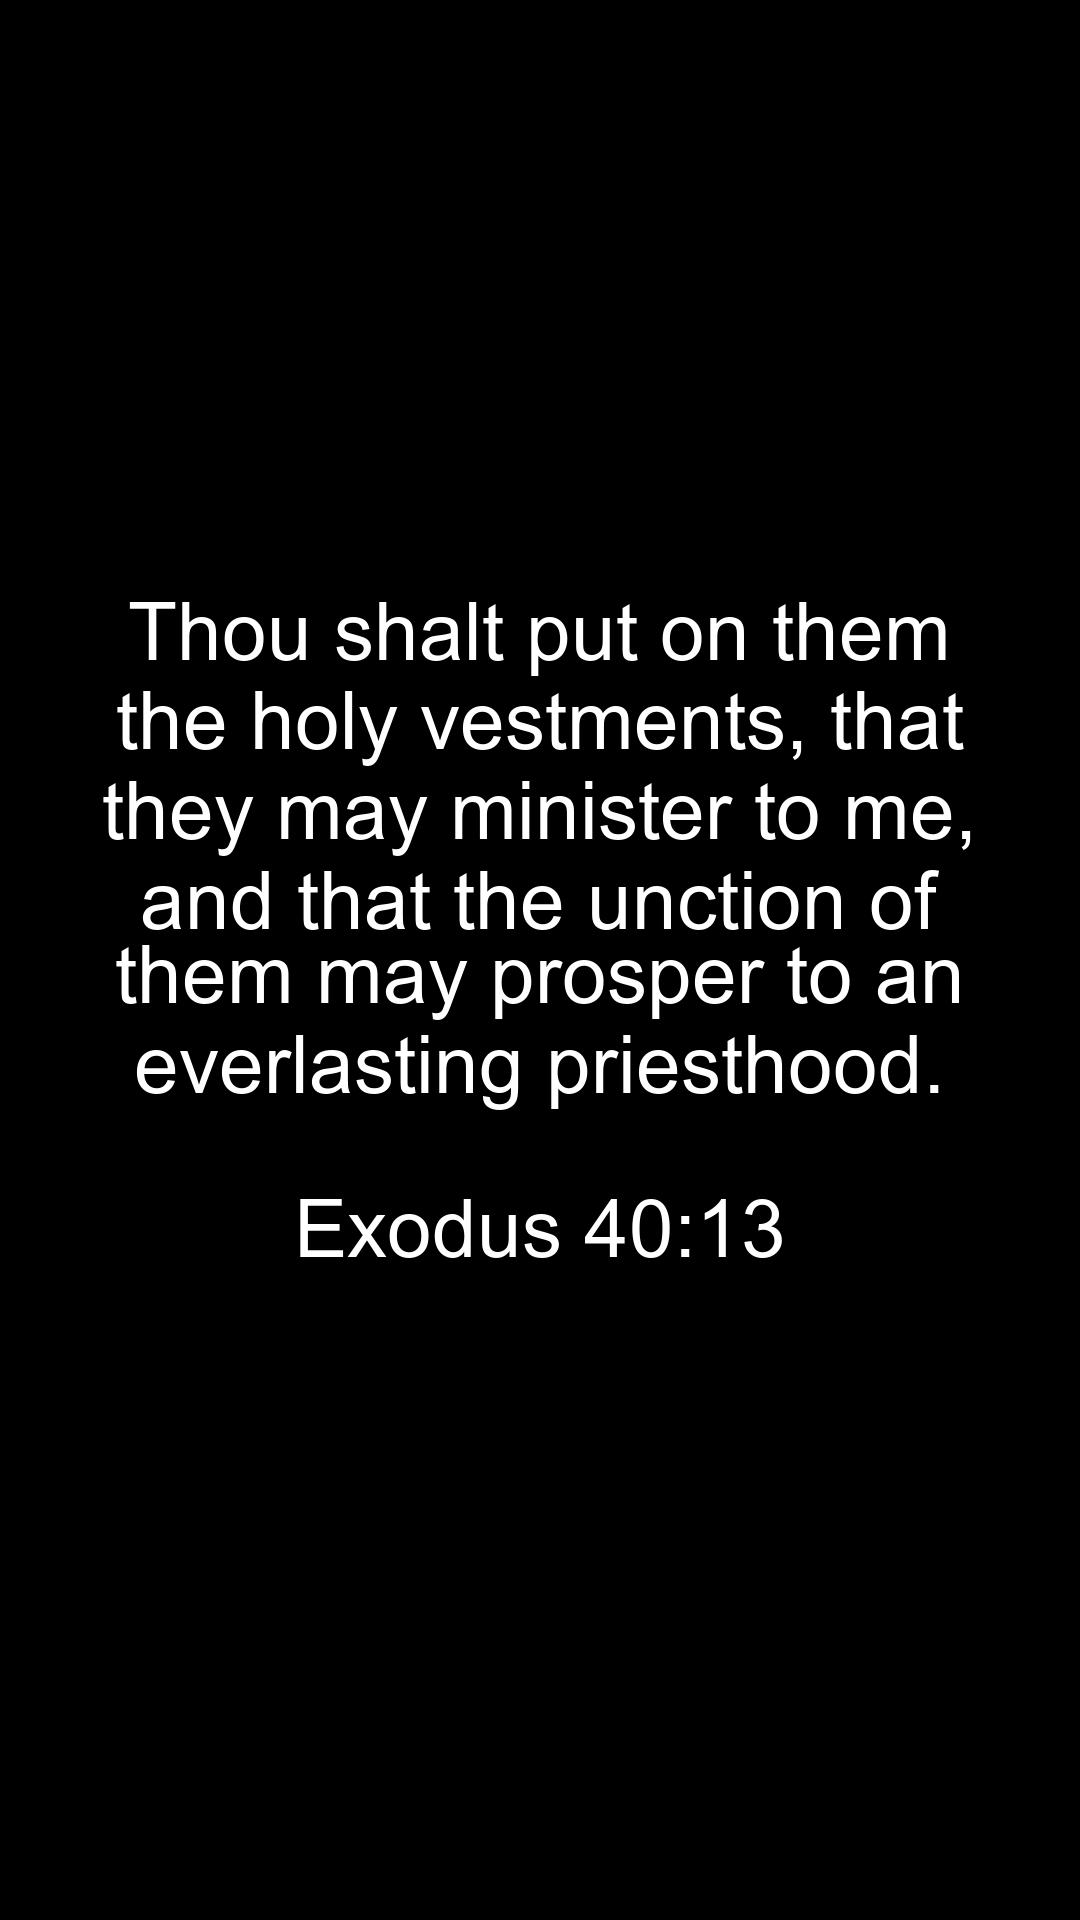 Thou shalt put on them
the holy vestments, that
they may minister to me,
and that the unction of
them may prosper to an
everlasting priesthood.
Exodus 40:13